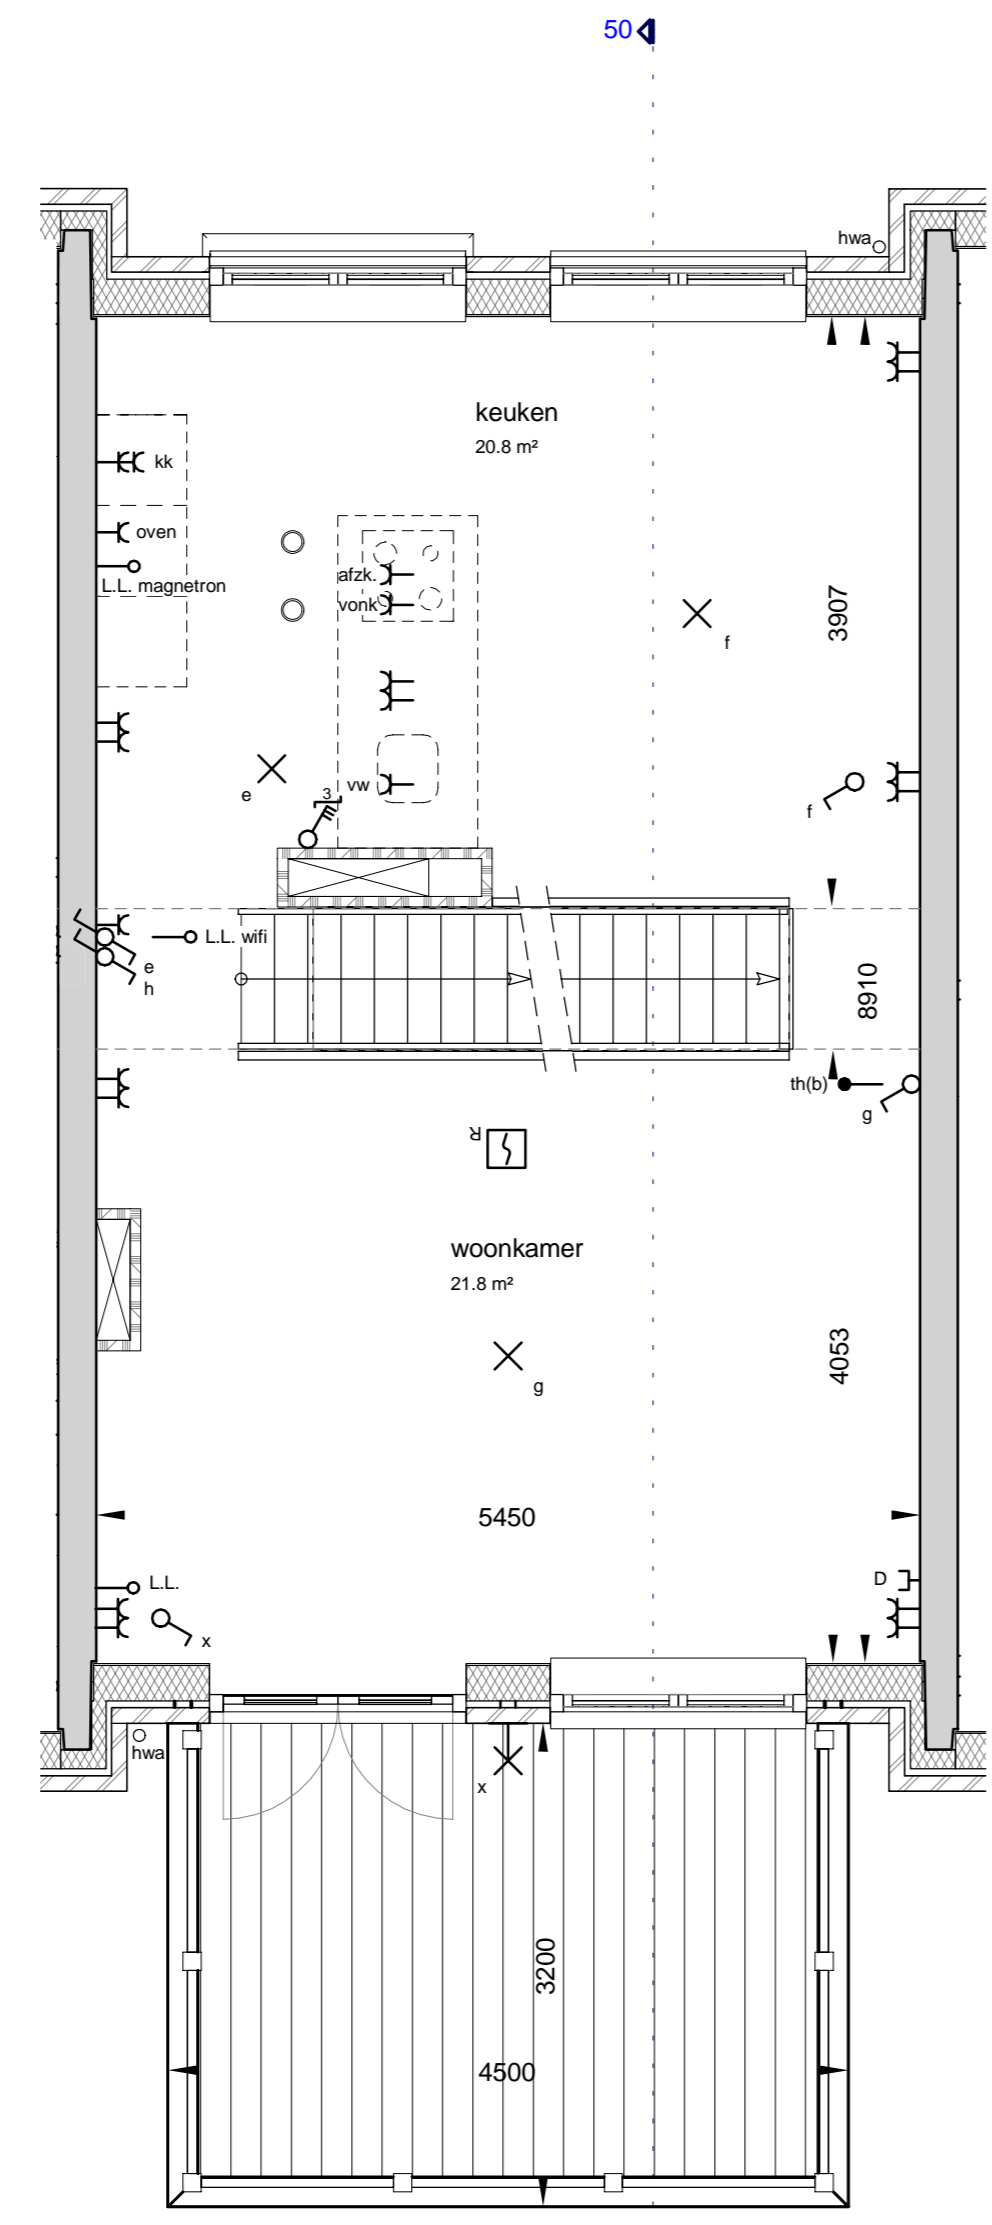 50
hwa
keuken
20.8 m²
kk
oven
L.L. magnetron
afzk.
vonk
3907
f
e
3
vw
f
L.L. wifi
e
h
8910
th(b)
g
R
woonkamer
21.8 m²
4053
g
5450
L.L.
D
x
hwa
x
3200
4500